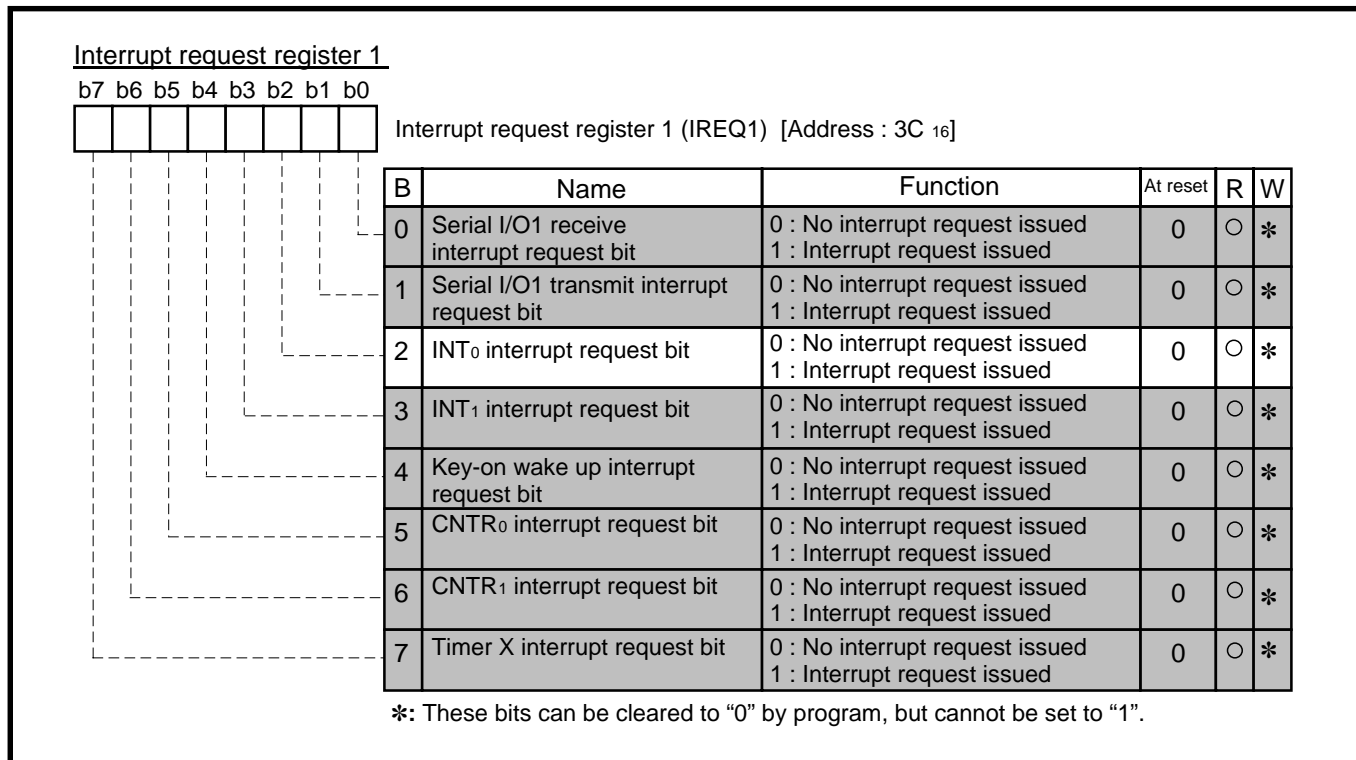 Interrupt request register 1
b7 b6 b5 b4 b3 b2 b1 b0
Interrupt request register 1 (IREQ1) [Address : 3C 16]
B Name Function At reset R W
0 Serial I/O1 receive interrupt request bit 0 : No interrupt request issued 0 ○ ✻
1 : Interrupt request issued
1 Serial I/O1 transmit interrupt request bit 0 : No interrupt request issued 0 ○ ✻
1 : Interrupt request issued
2 INT0 interrupt request bit 0 : No interrupt request issued 0 ○ ✻
1 : Interrupt request issued
3 INT1 interrupt request bit 0 : No interrupt request issued 0 ○ ✻
1 : Interrupt request issued
4 Key-on wake up interrupt request bit 0 : No interrupt request issued 0 ○ ✻
1 : Interrupt request issued
5 CNTR0 interrupt request bit 0 : No interrupt request issued 0 ○ ✻
1 : Interrupt request issued
6 CNTR1 interrupt request bit 0 : No interrupt request issued 0 ○ ✻
1 : Interrupt request issued
7 Timer X interrupt request bit 0 : No interrupt request issued 0 ○ ✻
1 : Interrupt request issued
✻: These bits can be cleared to “0” by program, but cannot be set to “1”.